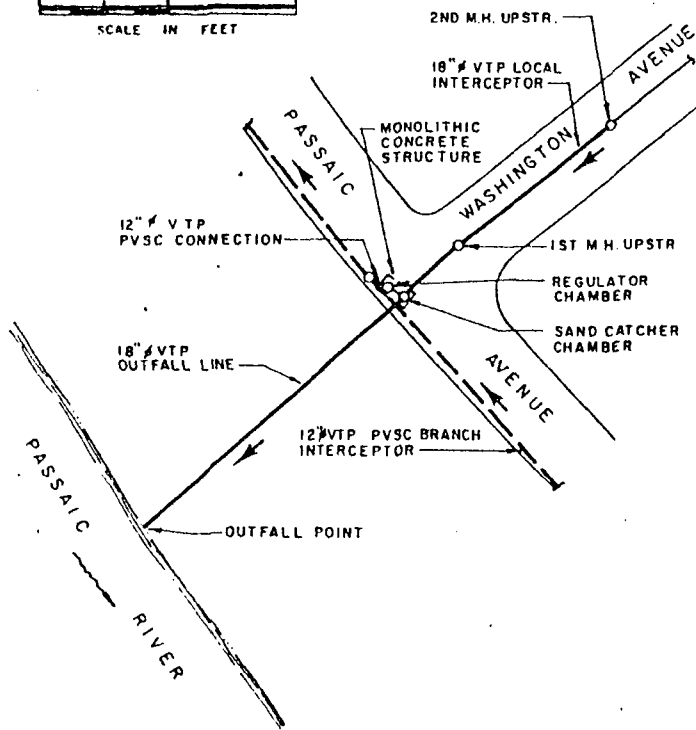 SCALE IN FEET
2ND M.H. UPSTR.
18"ø VTP LOCAL
INTERCEPTOR
AVENUE
WASHINGTON
PASSAIC
MONOLITHIC
CONCRETE
STRUCTURE
12"ø VTP
PVSC CONNECTION
1ST M.H. UPSTR
REGULATOR
CHAMBER
SAND CATCHER
CHAMBER
AVENUE
18"ø VTP
OUTFALL LINE
12"ø VTP PVSC BRANCH
INTERCEPTOR
PASSAIC
RIVER
OUTFALL POINT